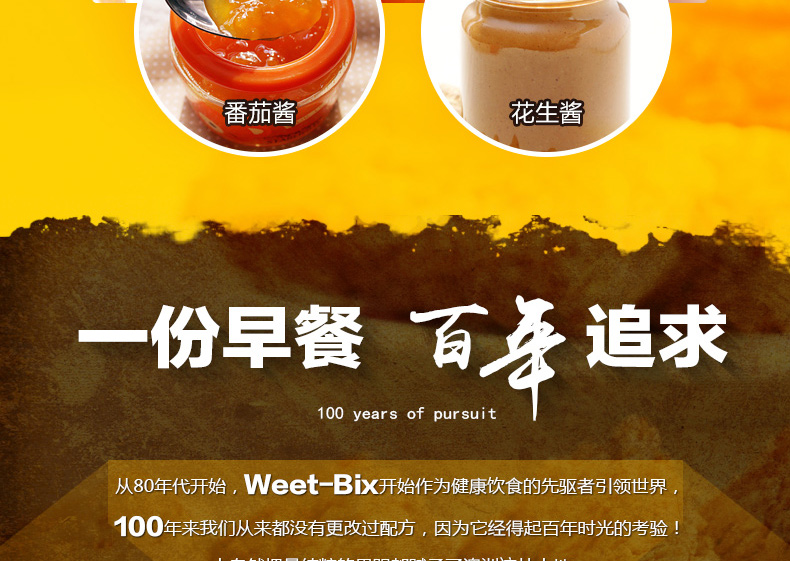 番茄酱 花生酱
一份早餐 百年 追求
100 years of pursuit
从80年代开始，Weet-Bix开始作为健康饮食的先驱者引领世界，
100年来我们从来都没有更改过配方，因为它经得起百年时光的考验！